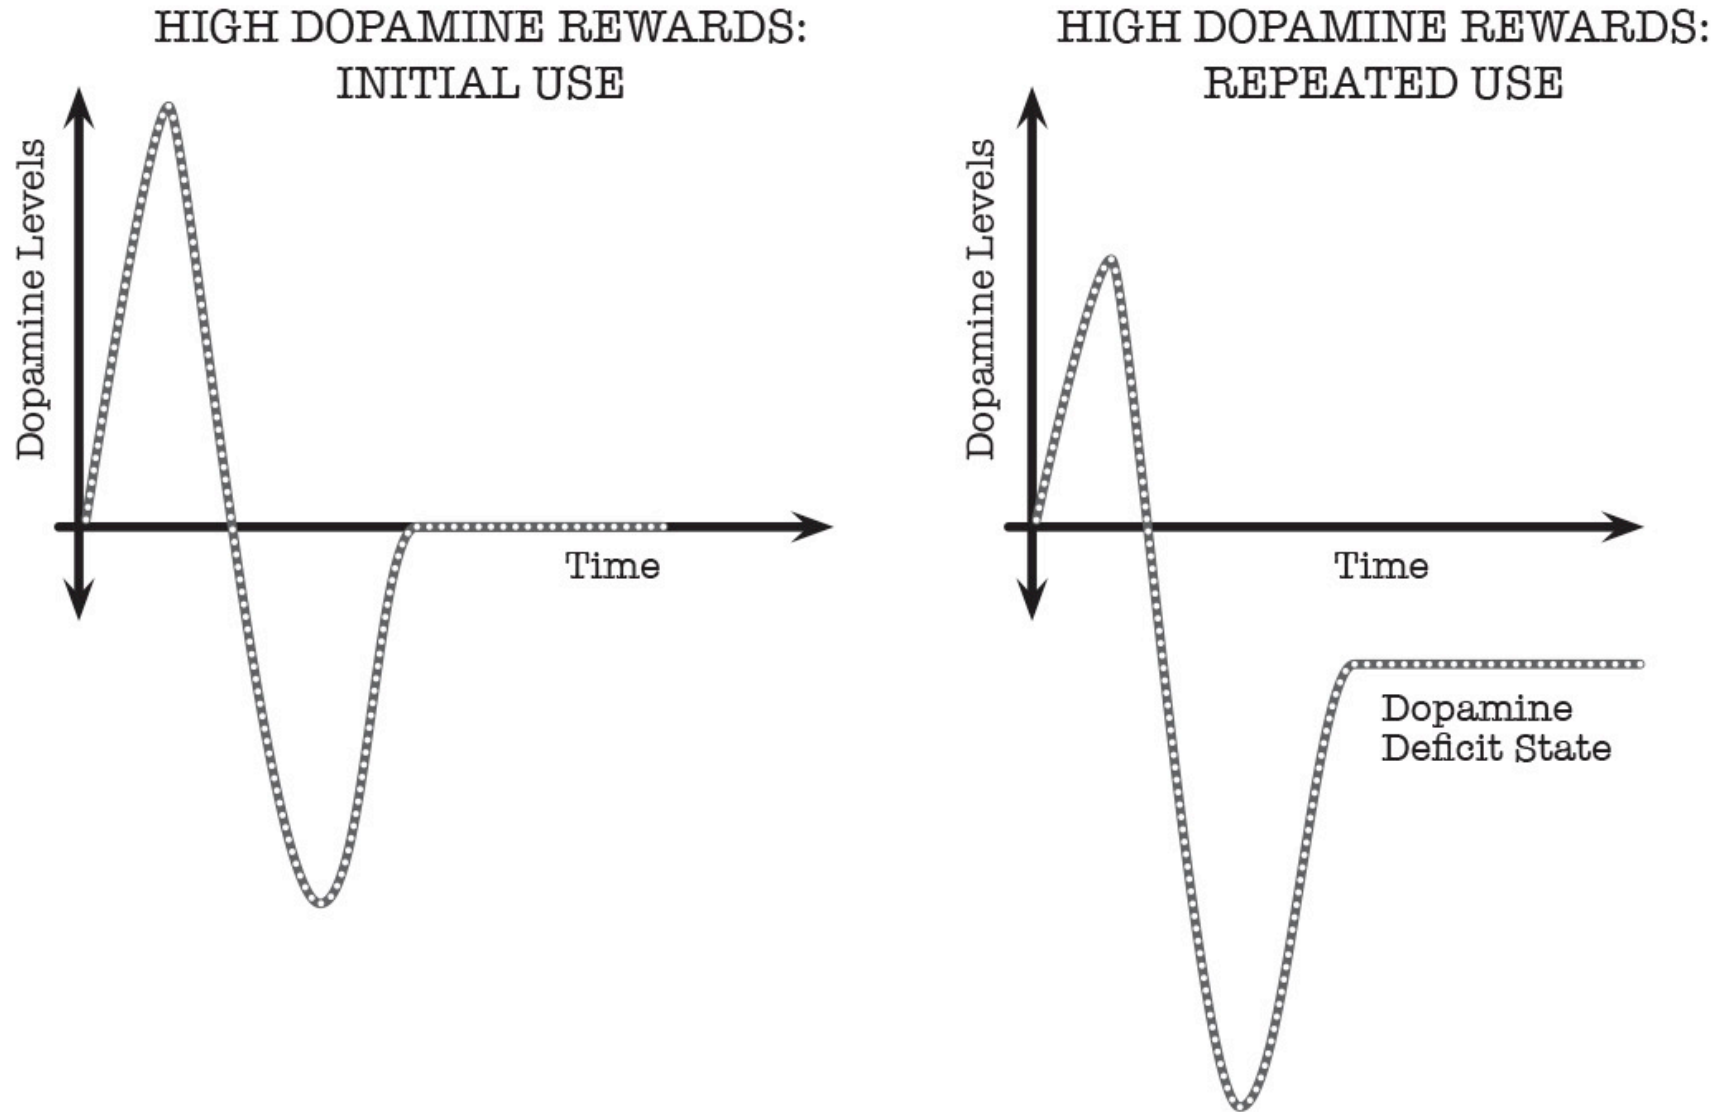 HIGH DOPAMINE REWARDS:
INITIAL USE
Dopamine Levels
Time
HIGH DOPAMINE REWARDS:
REPEATED USE
Dopamine Levels
Time
Dopamine
Deficit State